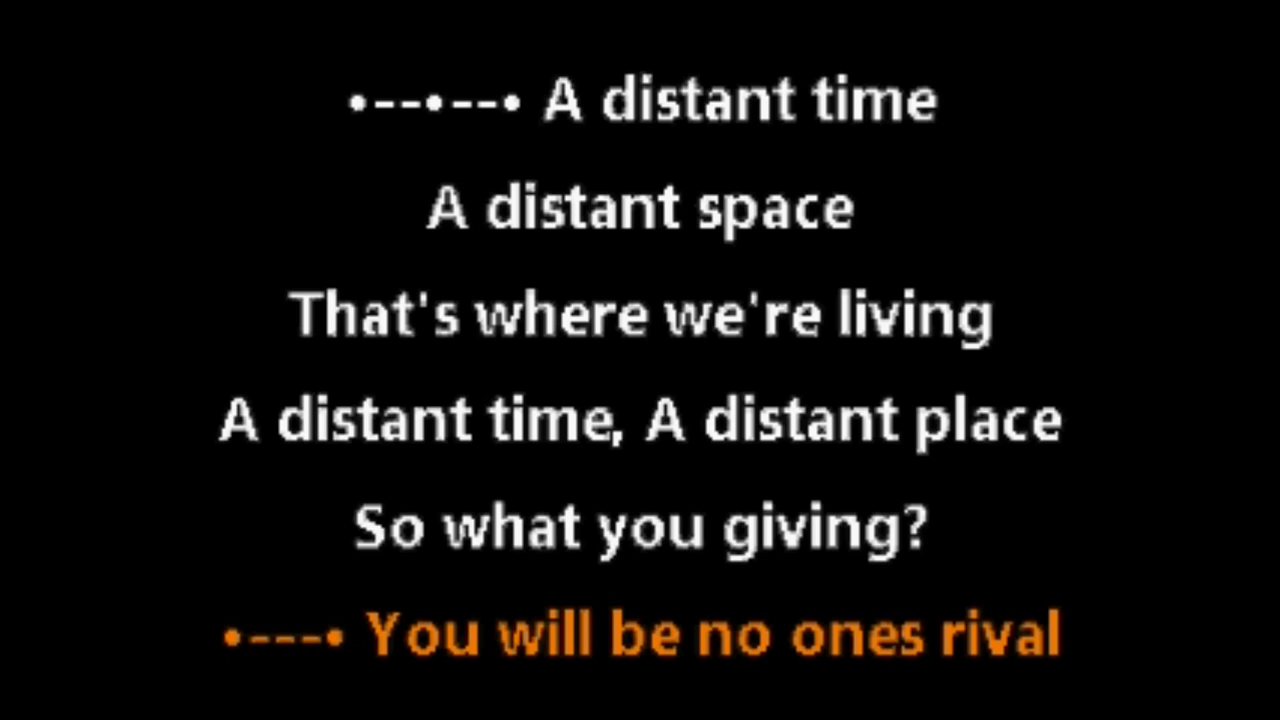 •--•--• A distant time
A distant space
That's where we're living
A distant time, A distant place
So what you giving?
•---• You will be no ones rival